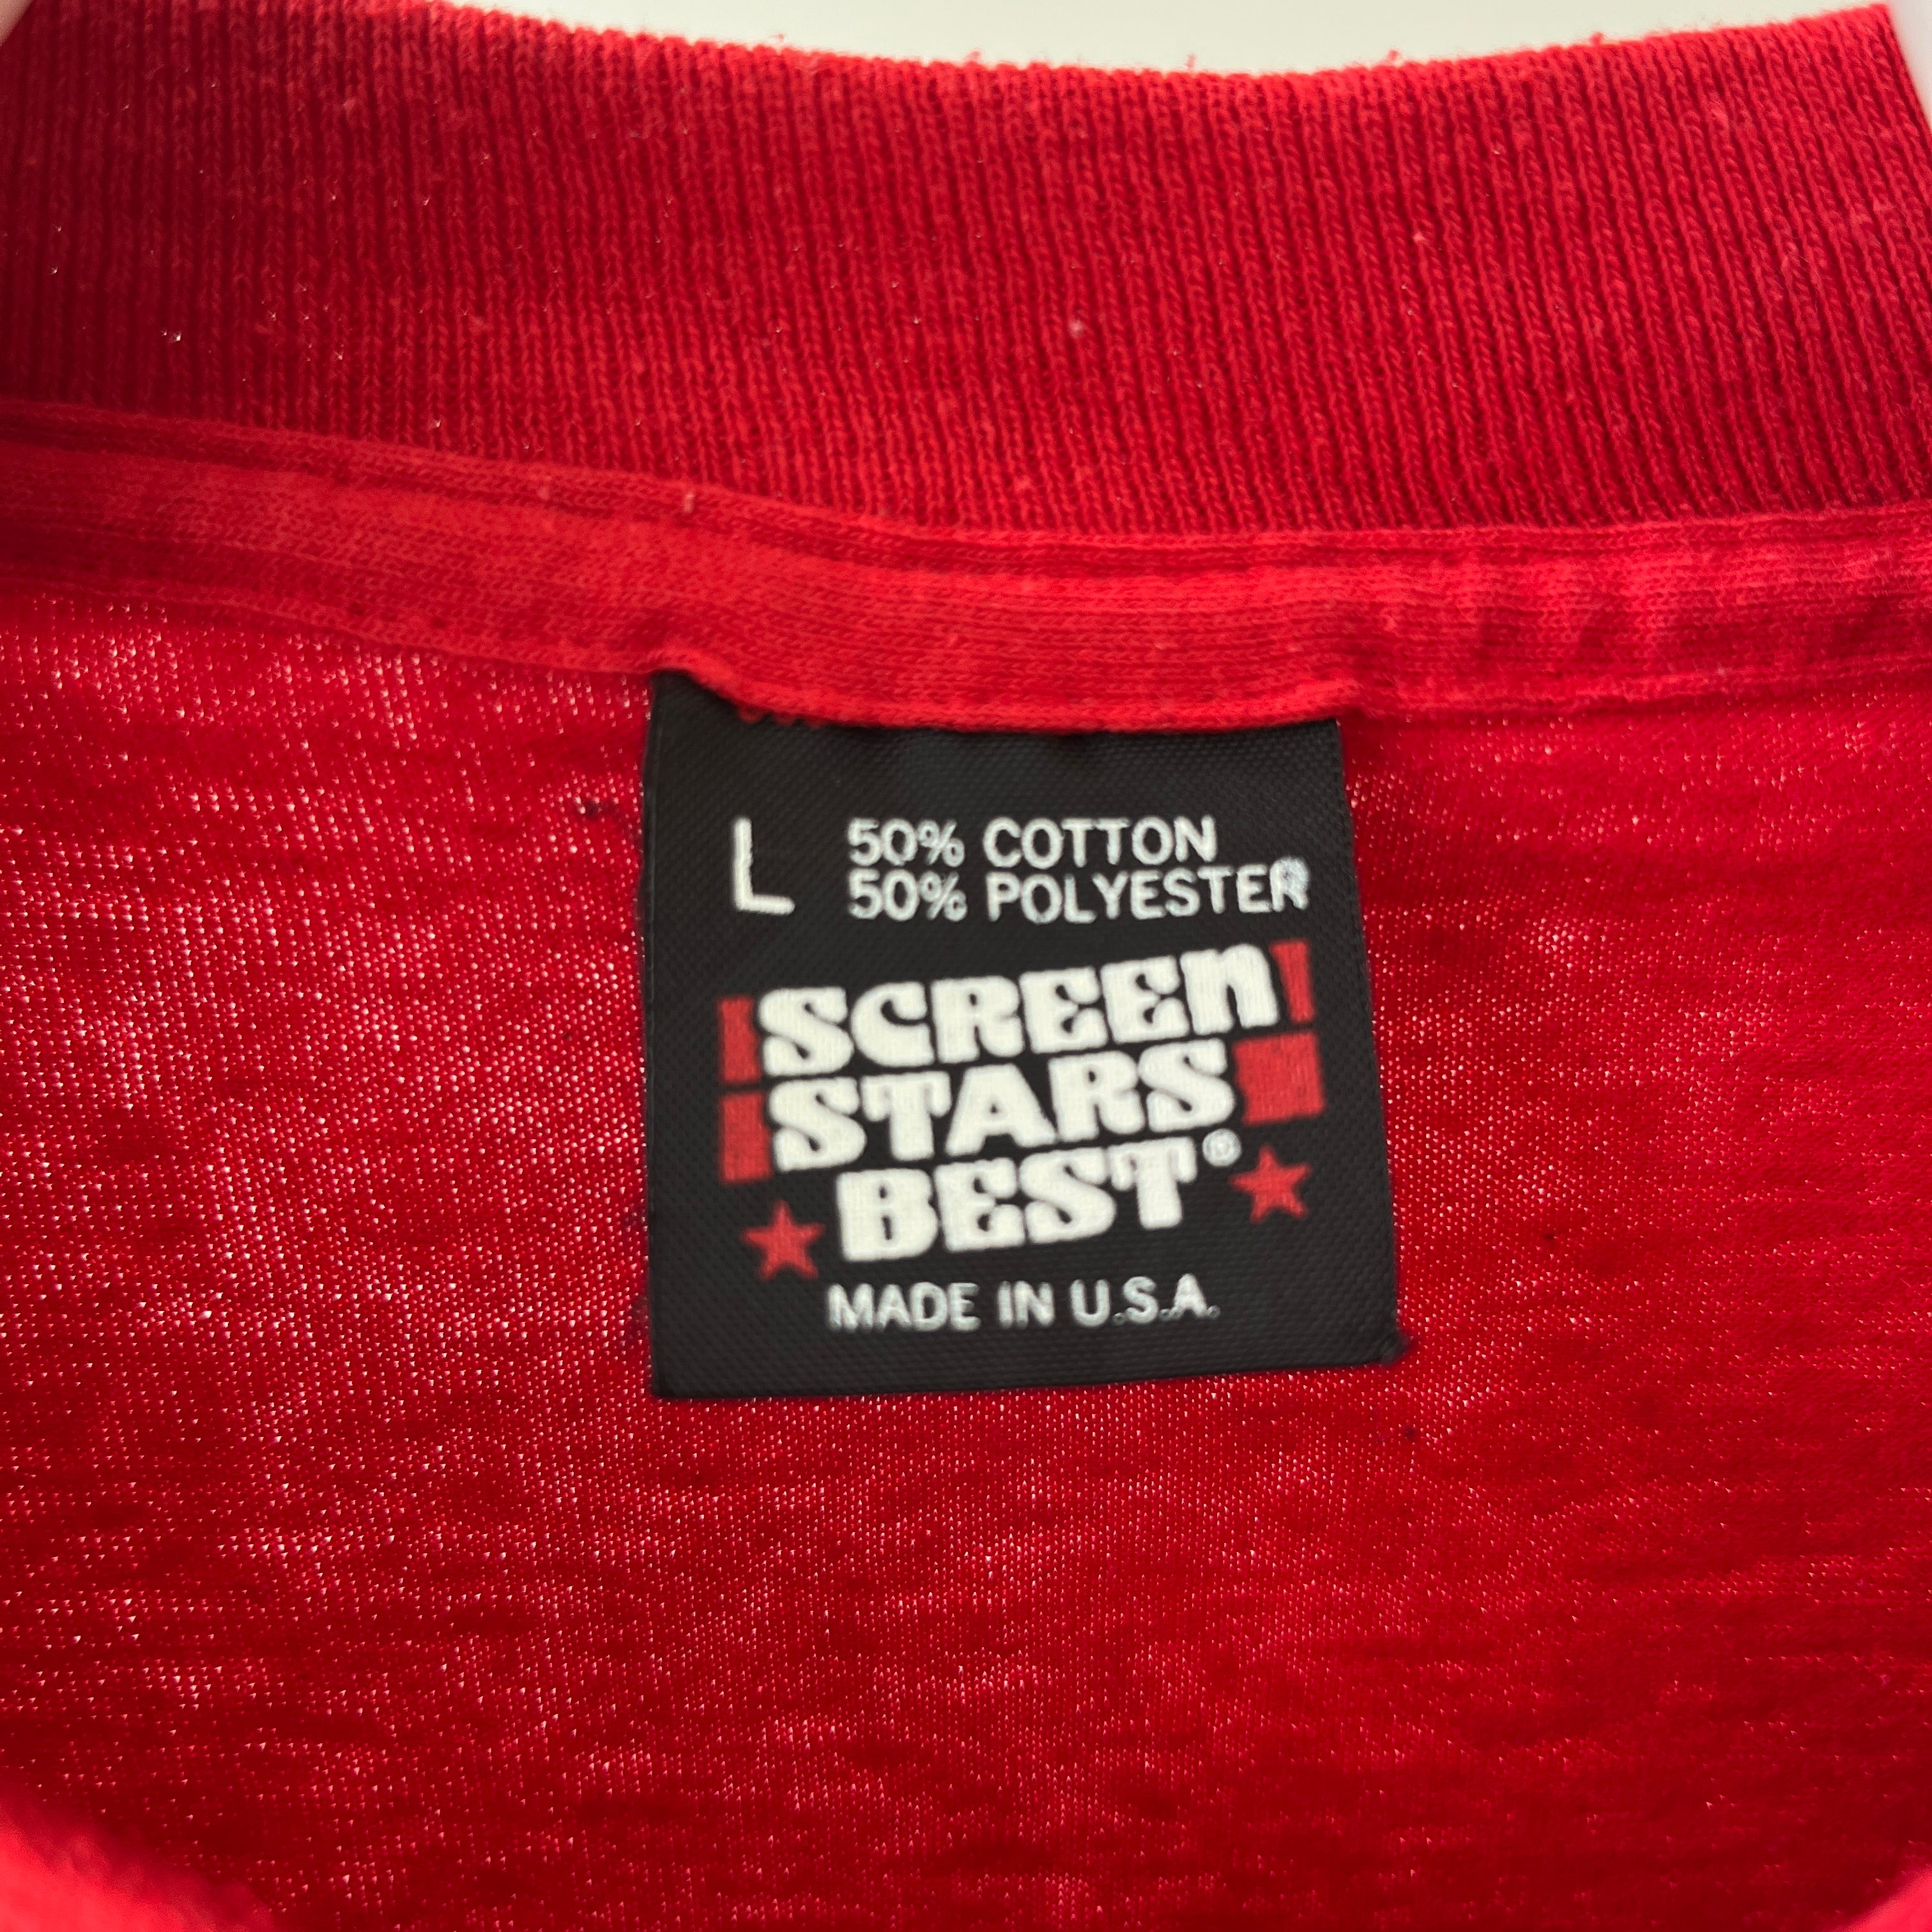 L 50% COTTON
50% POLYESTER
SCREEN
STARS
BEST®
MADE IN U.S.A.